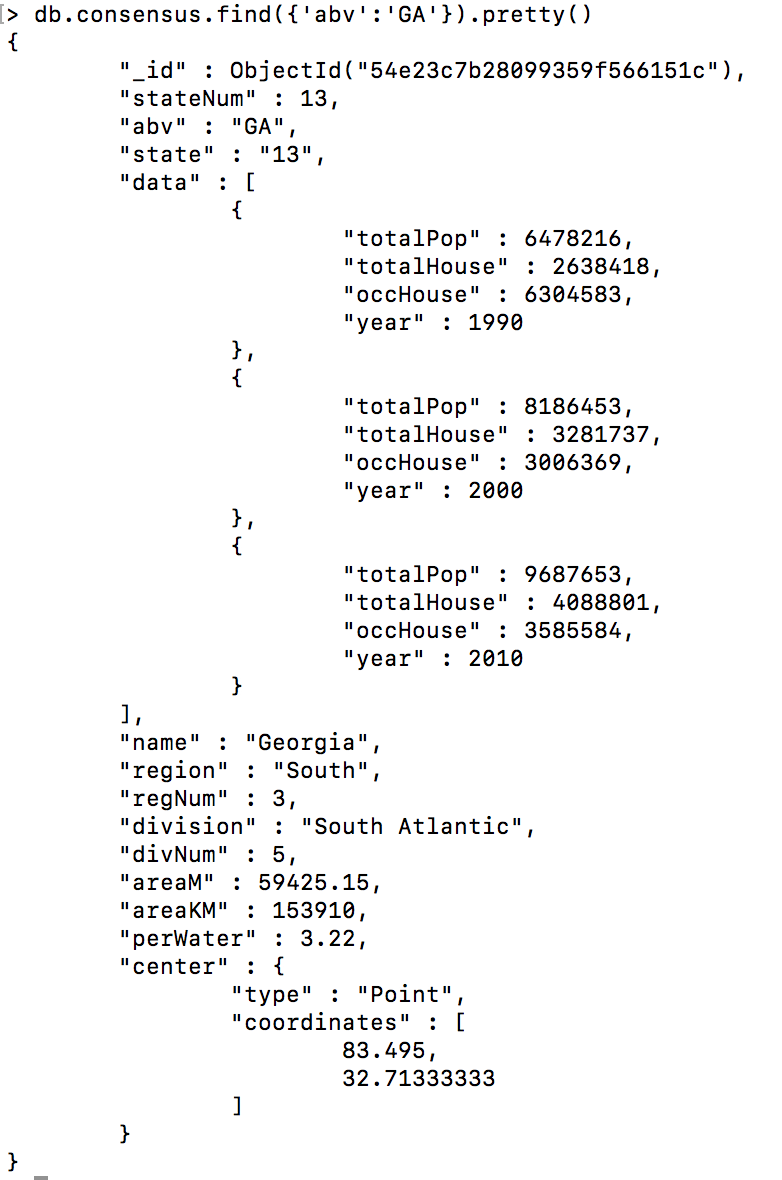 [> db.consensus.find({'abv':'GA'}).pretty()
{
"_id" : ObjectId("54e23c7b28099359f566151c"),
"stateNum" : 13,
"abv" : "GA",
"state" : "13",
"data" : [
{
"totalPop" : 6478216,
"totalHouse" : 2638418,
"occHouse" : 6304583,
"year" : 1990
},
{
"totalPop" : 8186453,
"totalHouse" : 3281737,
"occHouse" : 3006369,
"year" : 2000
},
{
"totalPop" : 9687653,
"totalHouse" : 4088801,
"occHouse" : 3585584,
"year" : 2010
}
],
"name" : "Georgia",
"region" : "South",
"regNum" : 3,
"division" : "South Atlantic",
"divNum" : 5,
"areaM" : 59425.15,
"areaKM" : 153910,
"perWater" : 3.22,
"center" : {
"type" : "Point",
"coordinates" : [
83.495,
32.71333333
]
}
}